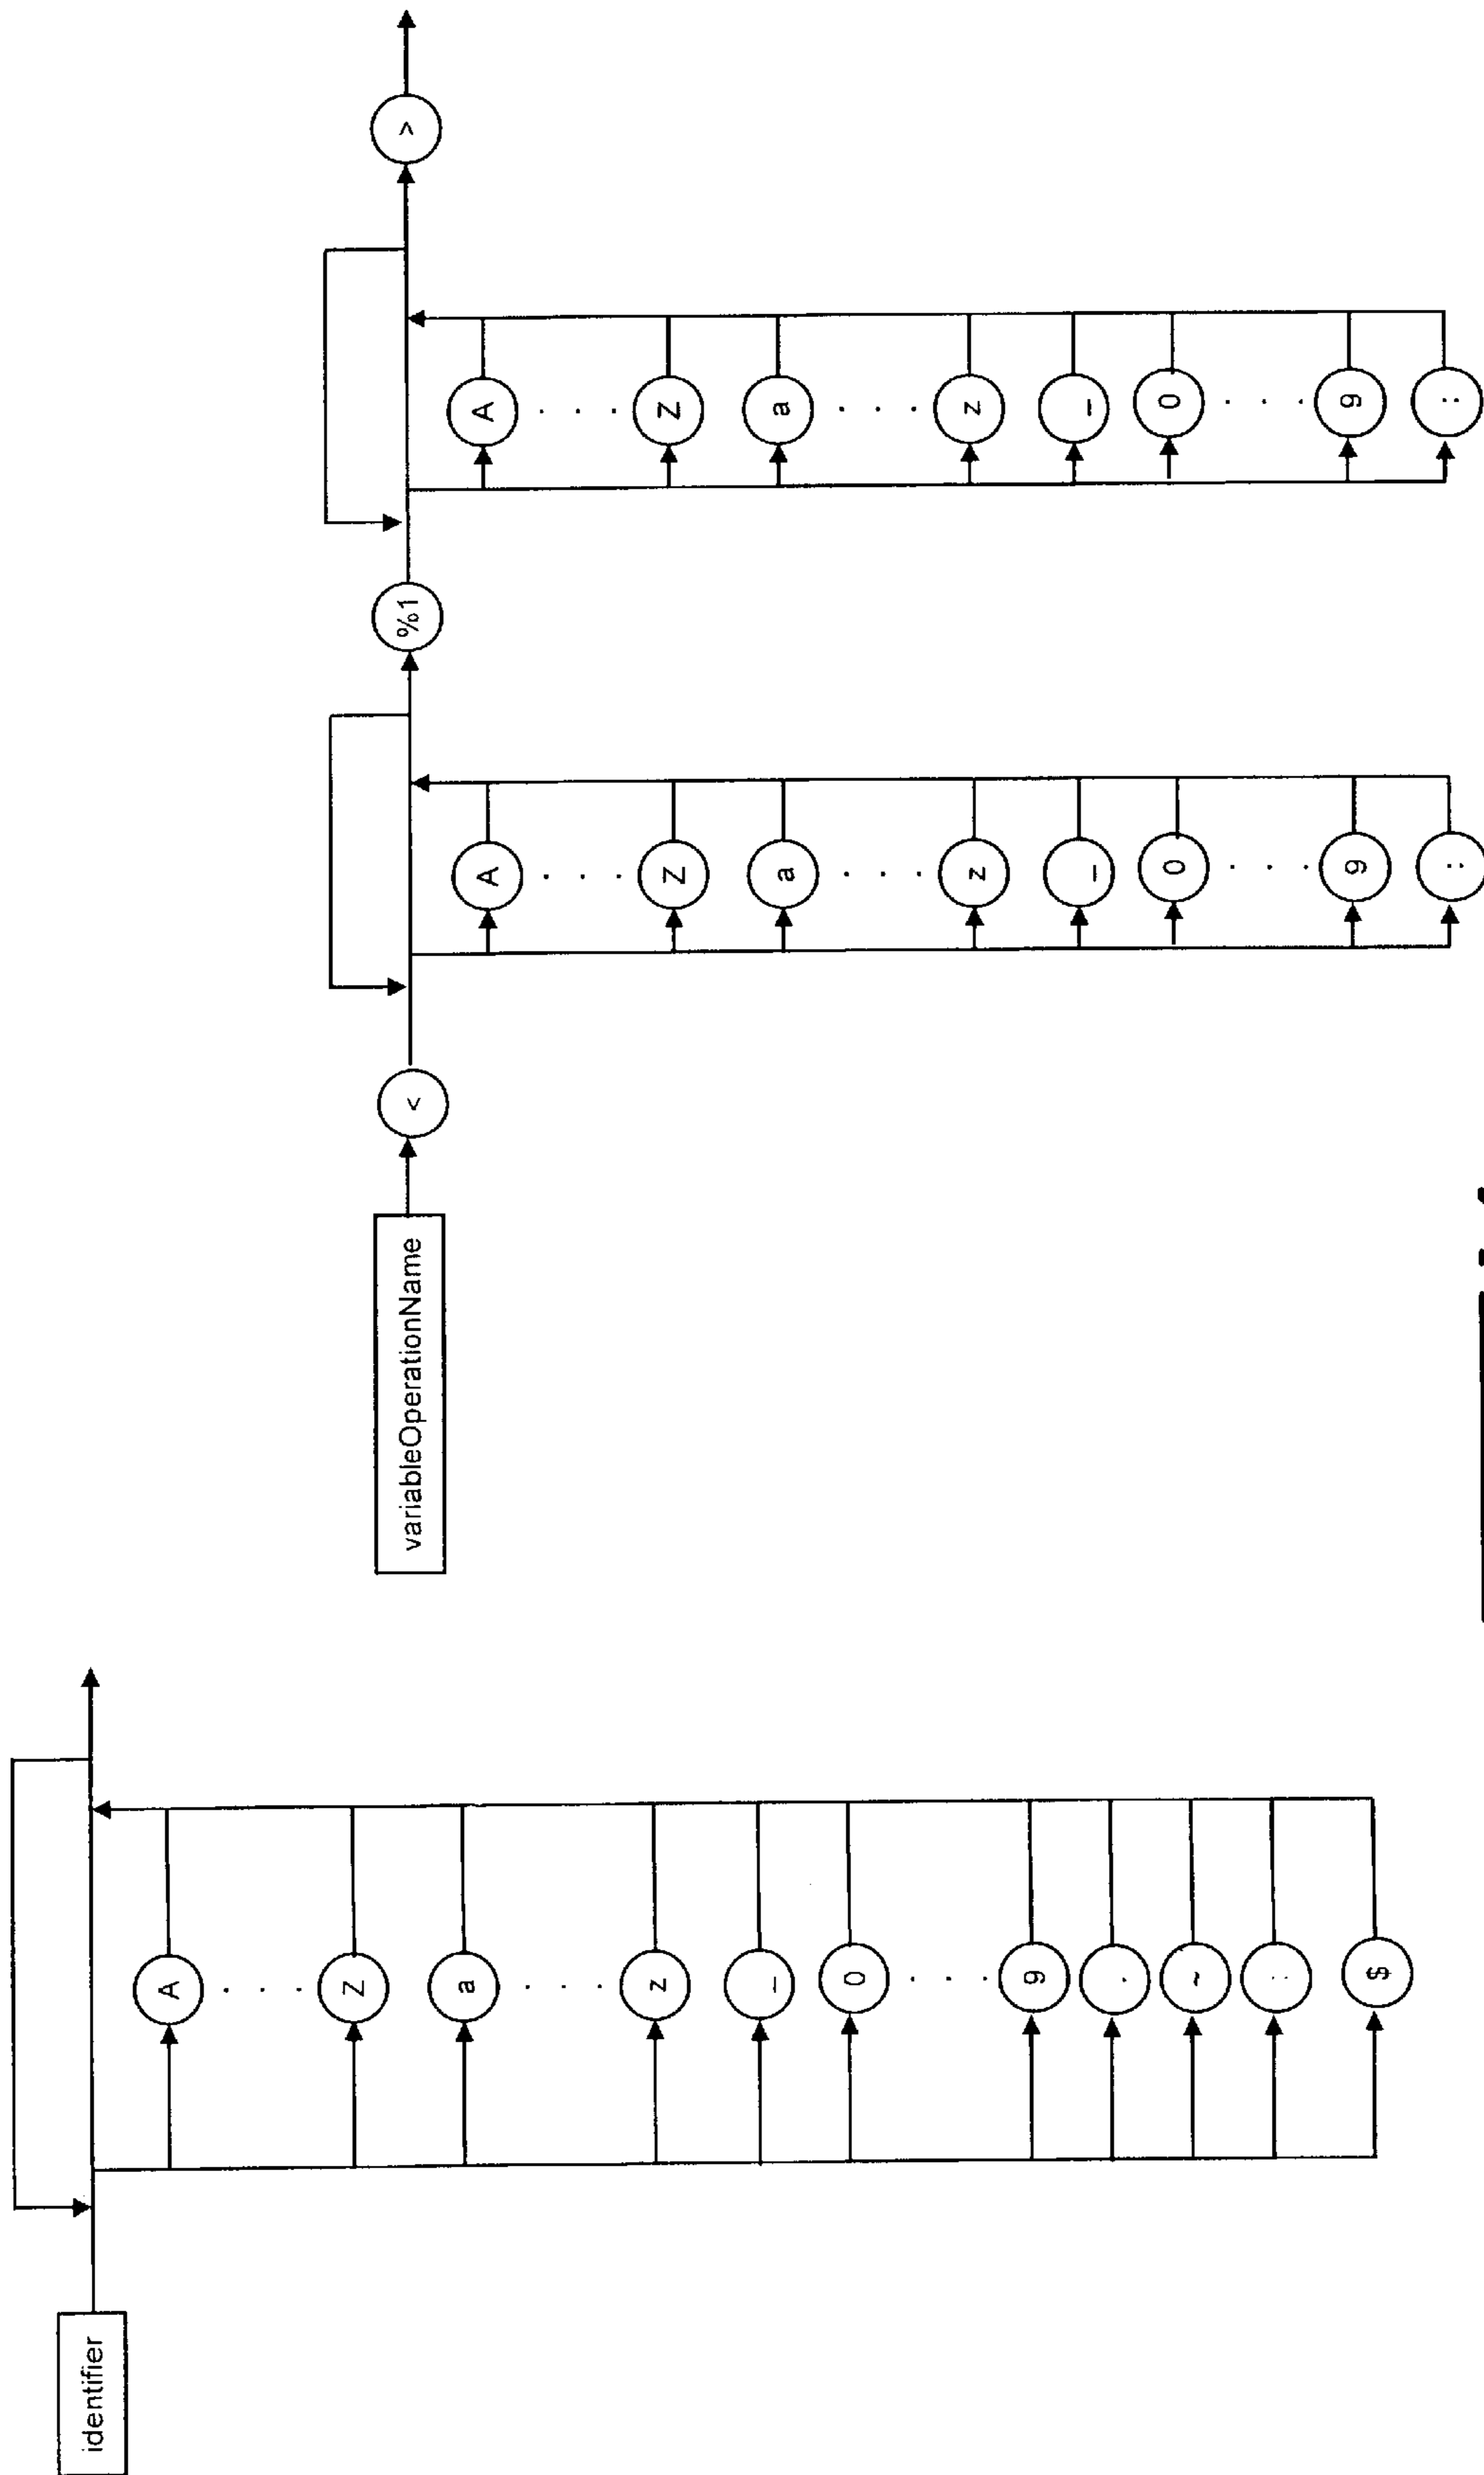 identifier
A . . . Z
a . . . z
_
0 . . . 9
.
~
:
$
variableOperationName
<
A . . . Z
a . . . z
_
0 . . . 9
:
%1
A . . . Z
a . . . z
_
0 . . . 9
:
>